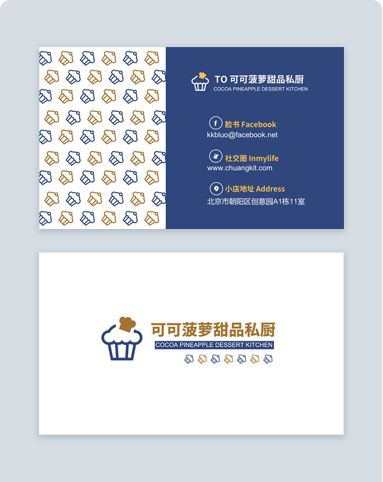 TO 可可菠萝甜品私厨
COCOA PINEAPPLE DESSERT KITCHEN
脸书 Facebook
kkbluo@facebook.net
社交圈 Inmylife
www.chuangkit.com
小店地址 Address
北京市朝阳区创意园A1栋11室
可可菠萝甜品私厨
COCOA PINEAPPLE DESSERT KITCHEN